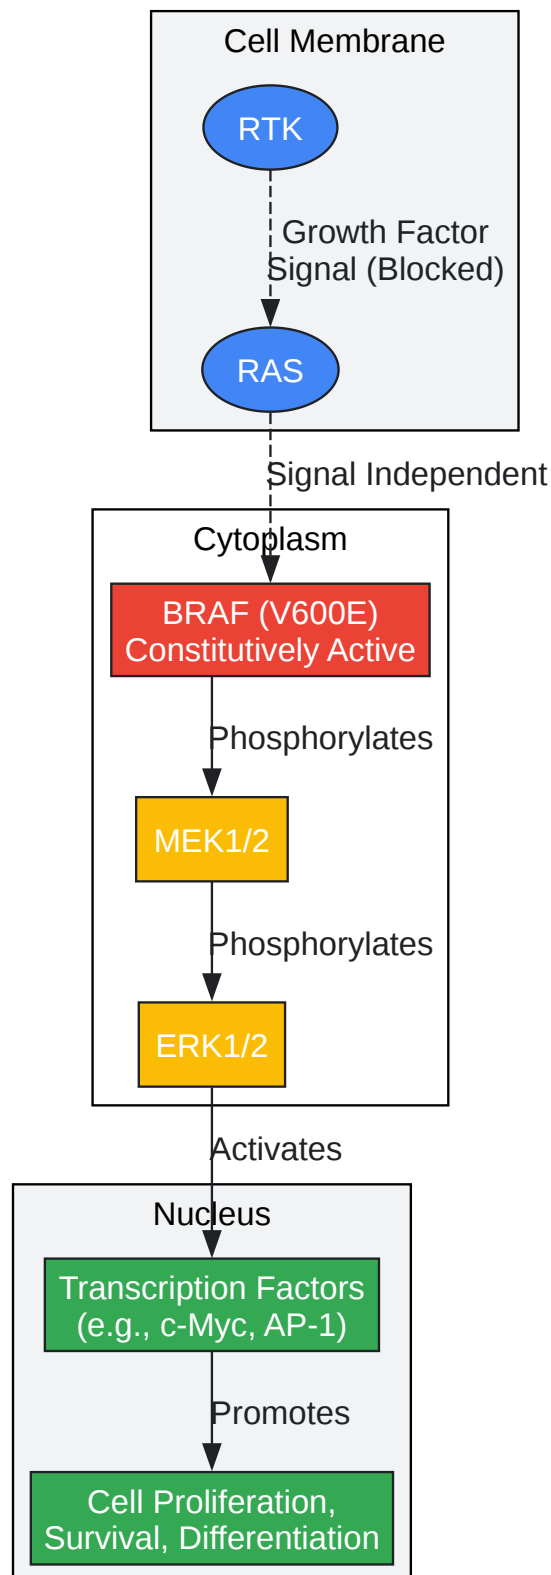 Cell Membrane
RTK
Growth Factor
Signal (Blocked)
RAS
Signal Independent
Cytoplasm
BRAF (V600E)
Constitutively Active
Phosphorylates
MEK1/2
Phosphorylates
ERK1/2
Activates
Nucleus
Transcription Factors
(e.g., c-Myc, AP-1)
Promotes
Cell Proliferation,
Survival, Differentiation